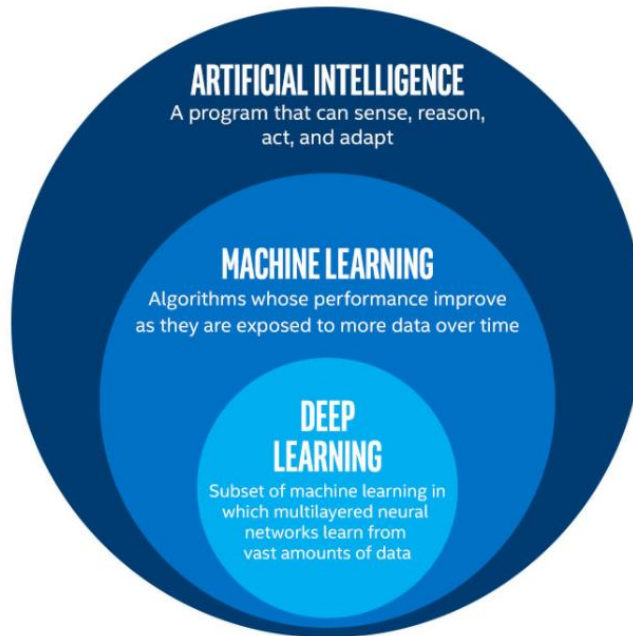 ARTIFICIAL INTELLIGENCE
A program that can sense, reason,
act, and adapt
MACHINE LEARNING
Algorithms whose performance improve
as they are exposed to more data over time
DEEP
LEARNING
Subset of machine learning in
which multilayered neural
networks learn from
vast amounts of data